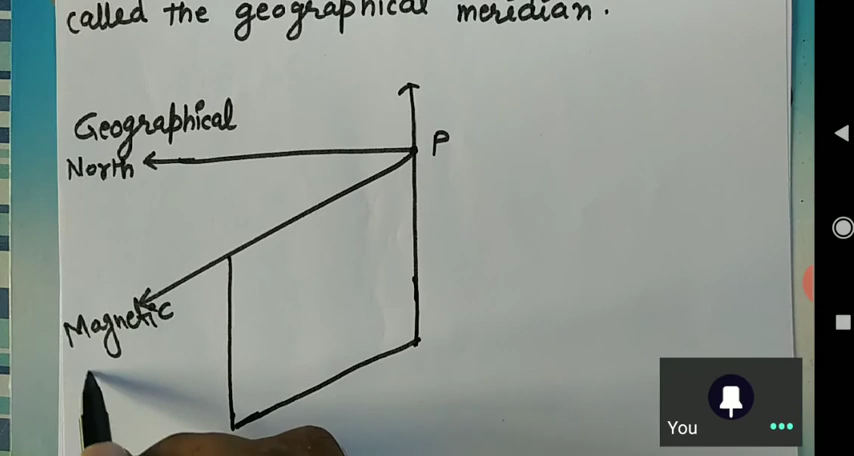 called the geographical meridian.
Geographical
North
P
Magnetic
You